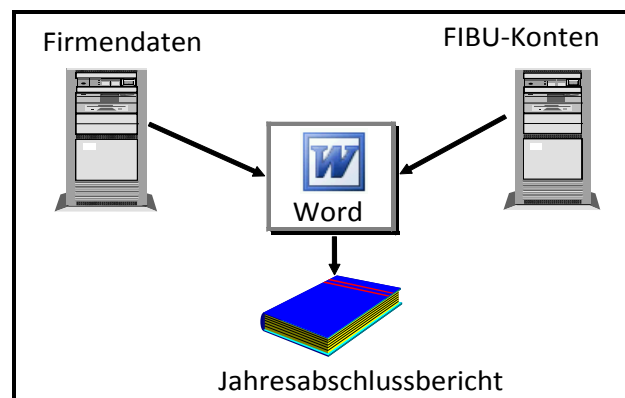 Firmendaten
FIBU-Konten
W
Word
Jahresabschlussbericht